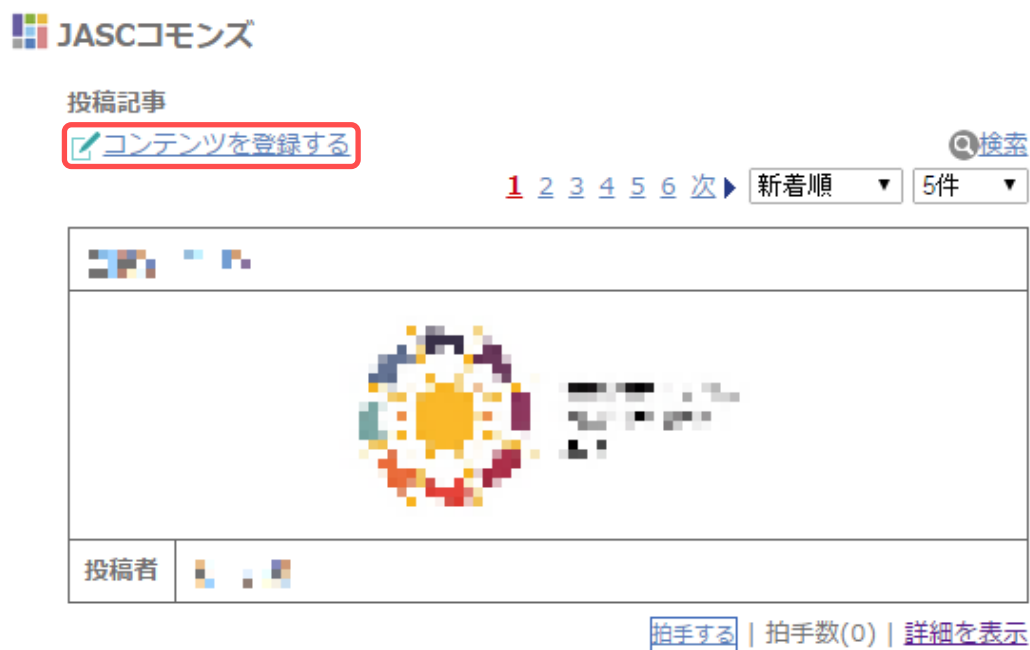 JASCコモンズ
投稿記事
コンテンツを登録する
検索
1 2 3 4 5 6 次 新着順 5件
投稿者
拍手する | 拍手数(0) | 詳細を表示